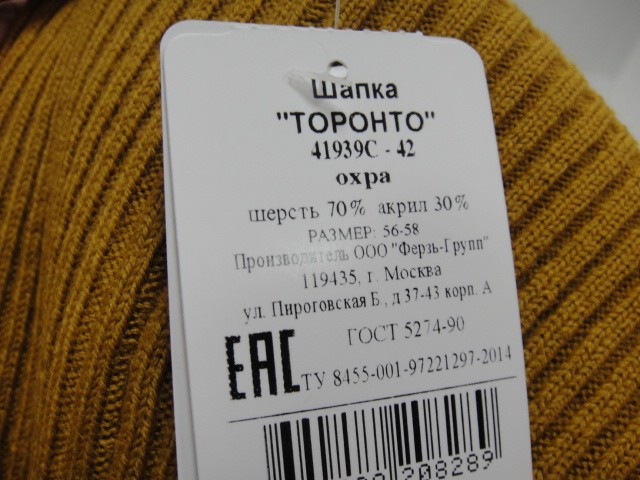 Шапка
"ТОРОНТО"
41939С - 42
охра
шерсть 70% акрил 30%
РАЗМЕР: 56-58
Производитель ООО "Ферзь-Групп"
119435, г. Москва
ул. Пироговская Б , д 37-43 корп. А
ГОСТ 5274-90
ЕАС
ТУ 8455-001-97221297-2014
208289